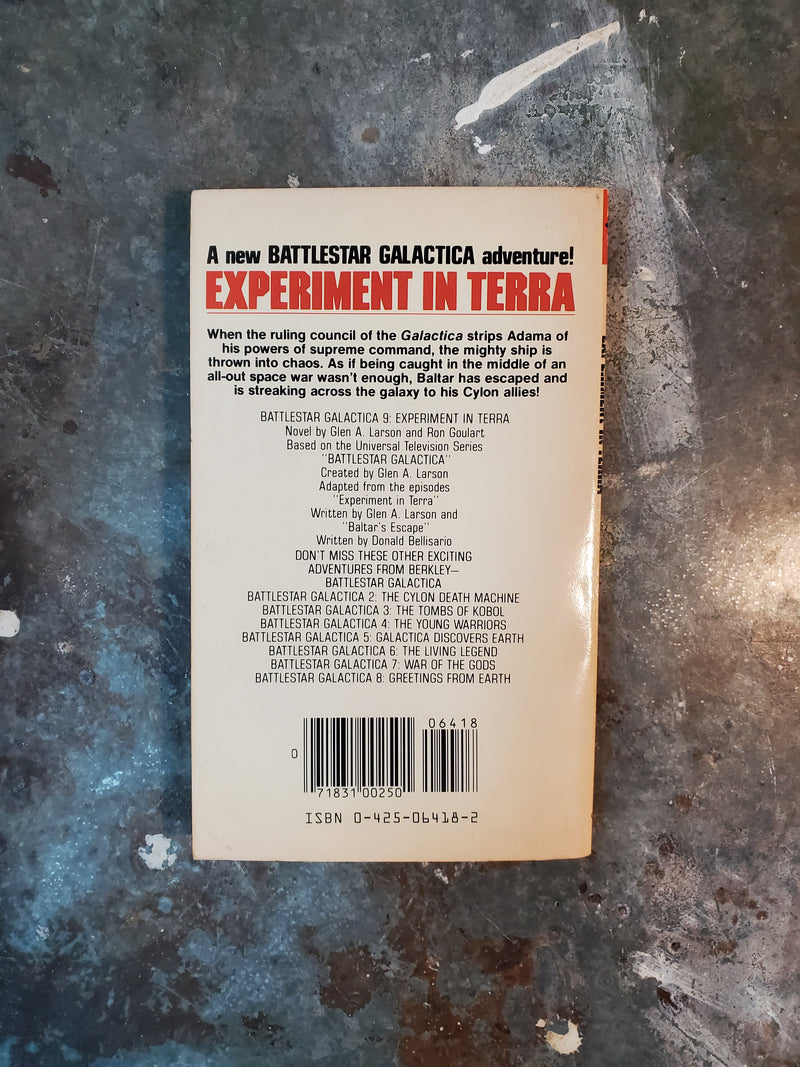 A new BATTLESTAR GALACTICA adventure!
EXPERIMENT IN TERRA
When the ruling council of the Galactica strips Adama of
his powers of supreme command, the mighty ship is
thrown into chaos. As if being caught in the middle of an
all-out space war wasn't enough, Baltar has escaped and
is streaking across the galaxy to his Cylon allies!
BATTLESTAR GALACTICA 9: EXPERIMENT IN TERRA
Novel by Glen A. Larson and Ron Goulart
Based on the Universal Television Series
"BATTLESTAR GALACTICA"
Created by Glen A. Larson
Adapted from the episodes
"Experiment in Terra"
Written by Glen A. Larson and
"Baltar's Escape"
Written by Donald Bellisario
DON'T MISS THESE OTHER EXCITING
ADVENTURES FROM BERKLEY—
BATTLESTAR GALACTICA
BATTLESTAR GALACTICA 2: THE CYLON DEATH MACHINE
BATTLESTAR GALACTICA 3: THE TOMBS OF KOBOL
BATTLESTAR GALACTICA 4: THE YOUNG WARRIORS
BATTLESTAR GALACTICA 5: GALACTICA DISCOVERS EARTH
BATTLESTAR GALACTICA 6: THE LIVING LEGEND
BATTLESTAR GALACTICA 7: WAR OF THE GODS
BATTLESTAR GALACTICA 8: GREETINGS FROM EARTH
06418
0
71831 00250
ISBN 0-425-06418-2
EXPERIMENT IN TERRA